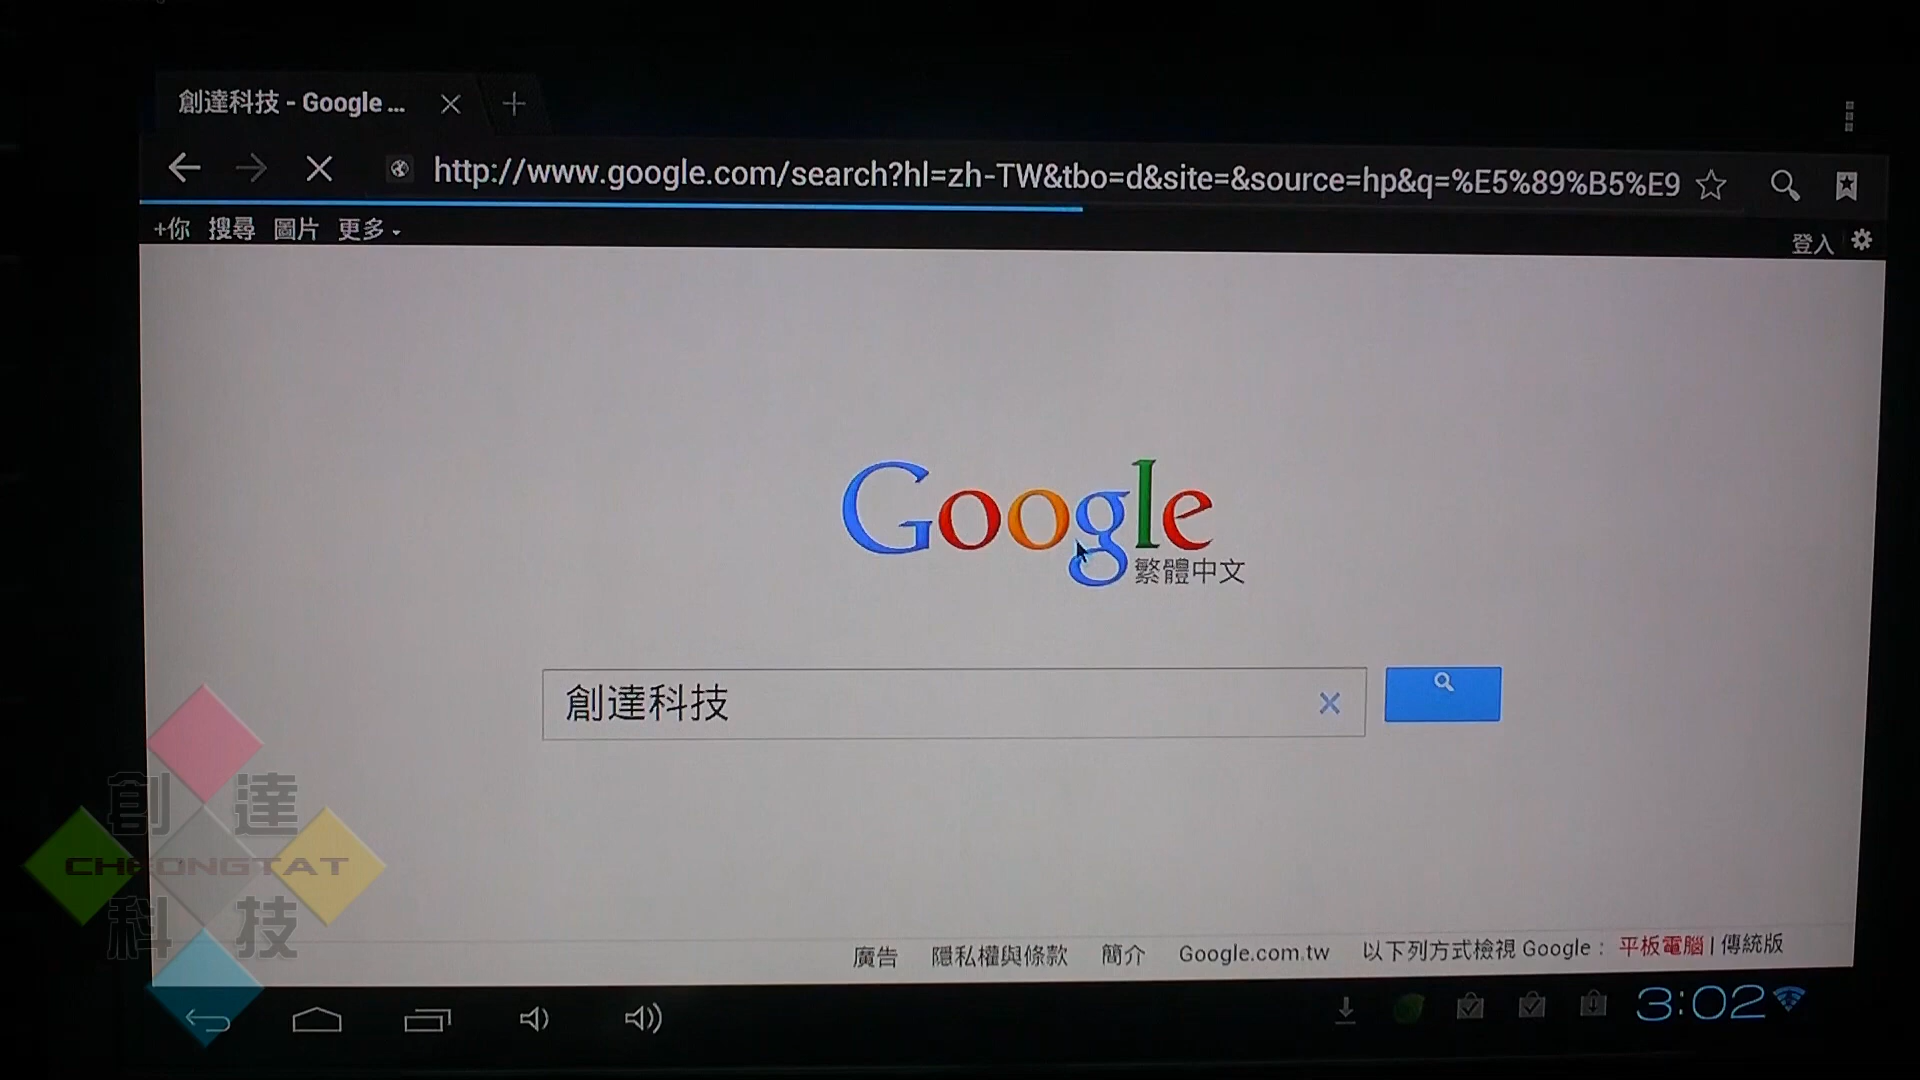 創達科技 - Google ...
http://www.google.com/search?hl=zh-TW&tbo=d&site=&source=hp&q=%E5%89%B5%E9
+你 搜尋 圖片 更多
登入
Google
繁體中文
創達科技
創達
CHEONGTAT
科技
廣告 隱私權與條款 簡介 Google.com.tw 以下列方式檢視 Google： 平板電腦 | 傳統版
3:02